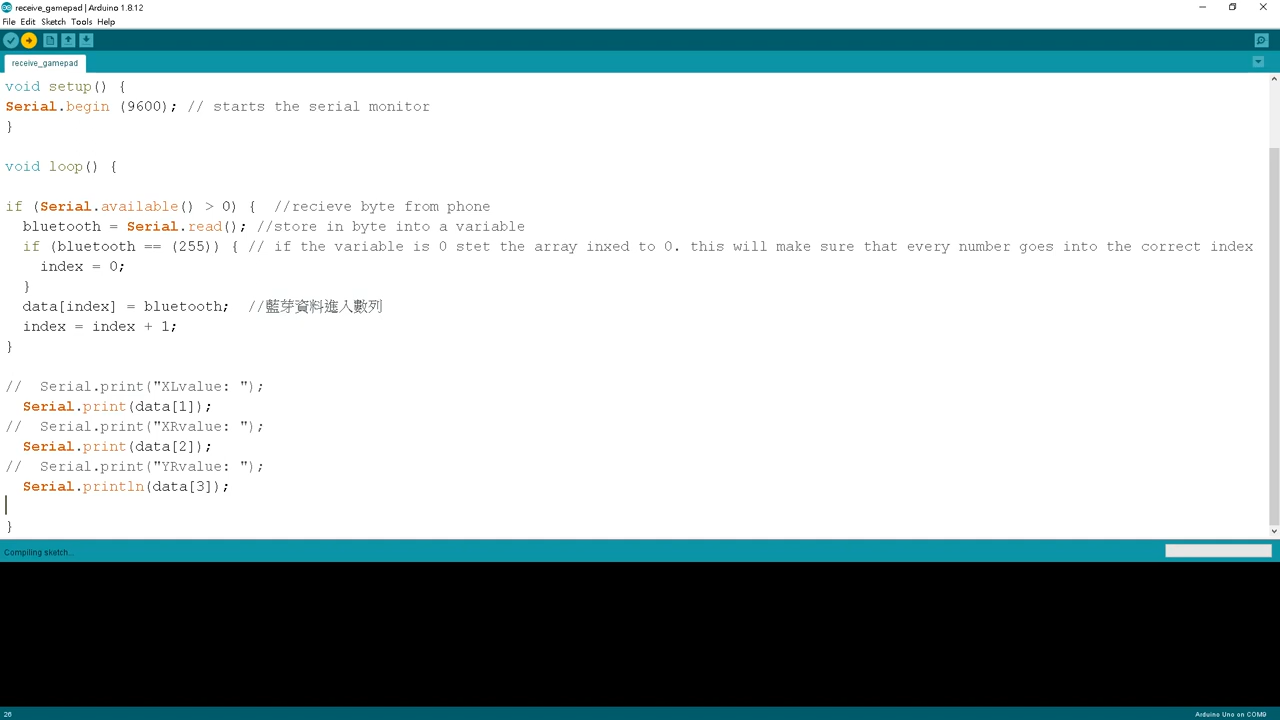 receive_gamepad | Arduino 1.8.12
File Edit Sketch Tools Help
receive_gamepad
void setup() {
Serial.begin (9600); // starts the serial monitor
}
void loop() {
if (Serial.available() > 0) {  //recieve byte from phone
  bluetooth = Serial.read(); //store in byte into a variable
  if (bluetooth == (255)) { // if the variable is 0 stet the array inxed to 0. this will make sure that every number goes into the correct index
    index = 0;
  }
  data[index] = bluetooth;  //藍芽資料進入數列
  index = index + 1;
}
//  Serial.print("XLvalue: ");
  Serial.print(data[1]);
//  Serial.print("XRvalue: ");
  Serial.print(data[2]);
//  Serial.print("YRvalue: ");
  Serial.println(data[3]);
}
Compiling sketch...
26 Arduino Uno on COM9